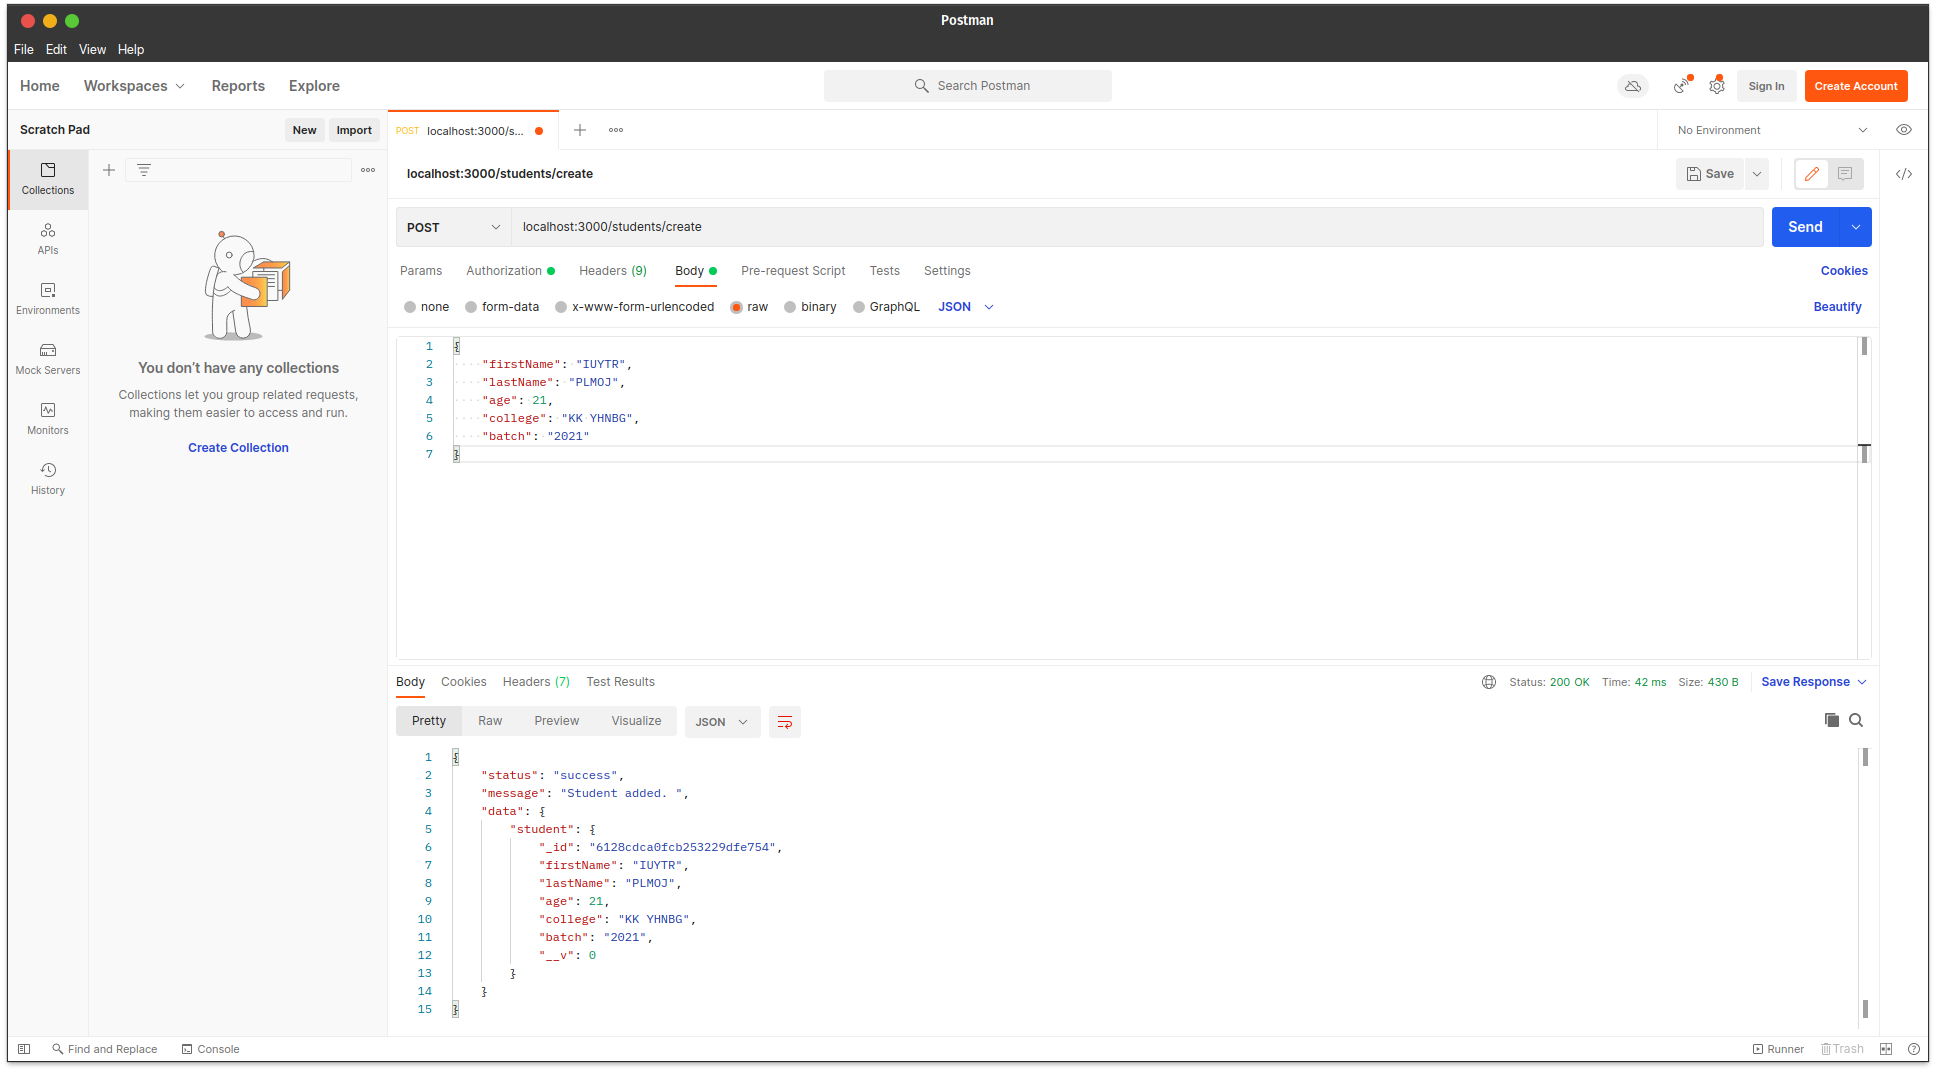 Postman
File Edit View Help
Home Workspaces Reports Explore Search Postman Sign In Create Account
Scratch Pad New Import POST localhost:3000/s... No Environment
Collections
APIs
Environments
Mock Servers
Monitors
History
You don't have any collections
Collections let you group related requests,
making them easier to access and run.
Create Collection
localhost:3000/students/create Save
POST localhost:3000/students/create Send
Params Authorization Headers (9) Body Pre-request Script Tests Settings Cookies
none form-data x-www-form-urlencoded raw binary GraphQL JSON Beautify
1 {
2 "firstName": "IUYTR",
3 "lastName": "PLMOJ",
4 "age": 21,
5 "college": "KK YHNBG",
6 "batch": "2021"
7 }
Body Cookies Headers (7) Test Results Status: 200 OK Time: 42 ms Size: 430 B Save Response
Pretty Raw Preview Visualize JSON
1 {
2 "status": "success",
3 "message": "Student added. ",
4 "data": {
5 "student": {
6 "_id": "6128cdca0fcb253229dfe754",
7 "firstName": "IUYTR",
8 "lastName": "PLMOJ",
9 "age": 21,
10 "college": "KK YHNBG",
11 "batch": "2021",
12 "__v": 0
13 }
14 }
15 }
Find and Replace Console Runner Trash